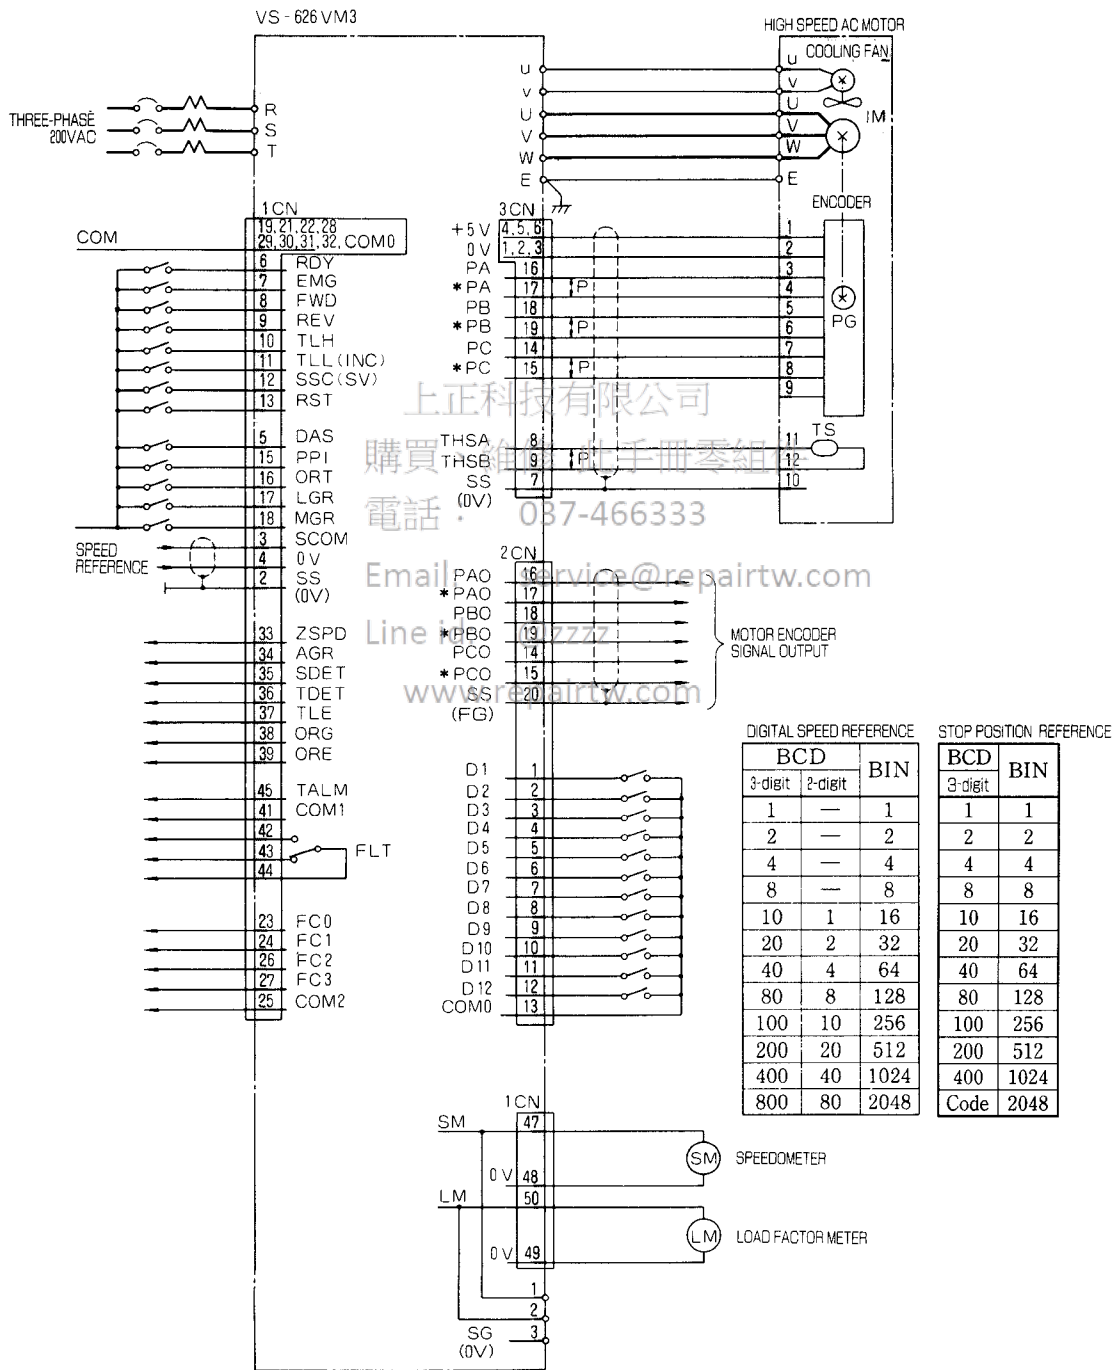 VS-626 VM3
HIGH SPEED AC MOTOR
COOLING FAN
THREE-PHASE
200VAC
R
S
T
U
V
U
V
W
E
U
V
U
V
W
E
IM
ENCODER
PG
TS
1CN
19,21,22,28
29,30,31,32, COM0
COM
6 RDY
7 EMG
8 FWD
9 REV
10 TLH
11 TLL(INC)
12 SSC(SV)
13 RST
5 DAS
15 PPI
16 ORT
17 LGR
18 MGR
3 SCOM
4 0V
2 SS
(0V)
SPEED
REFERENCE
33 ZSPD
34 AGR
35 SDET
36 TDET
37 TLE
38 ORG
39 ORE
45 TALM
41 COM1
42
43 FLT
44
23 FC0
24 FC1
26 FC2
27 FC3
25 COM2
3CN
+5V 4,5,6 1
0V 1,2,3 2
PA 16 3
*PA 17 P 4
PB 18 5
*PB 19 P 6
PC 14 7
*PC 15 P 8
9
THSA 8 11
THSB 9 P 12
SS 7 10
(0V)
2CN
PAO 16
*PAO 17
PBO 18
*PBO 19
PCO 14
*PCO 15
SS 20
(FG)
MOTOR ENCODER
SIGNAL OUTPUT
D1 1
D2 2
D3 3
D4 4
D5 5
D6 6
D7 7
D8 8
D9 9
D10 10
D11 11
D12 12
COM0 13
DIGITAL SPEED REFERENCE
BCD BIN
3-digit 2-digit
1 — 1
2 — 2
4 — 4
8 — 8
10 1 16
20 2 32
40 4 64
80 8 128
100 10 256
200 20 512
400 40 1024
800 80 2048
STOP POSITION REFERENCE
BCD BIN
3-digit
1 1
2 2
4 4
8 8
10 16
20 32
40 64
80 128
100 256
200 512
400 1024
Code 2048
1CN
SM 47
0V 48
LM 50
0V 49
SM SPEEDOMETER
LM LOAD FACTOR METER
1
2
SG 3
(0V)
上正科技有限公司
購買、維修 此手冊零組件
電話： 037-466333
Email: service@repairtw.com
Line id: @zzzz
www.repairtw.com